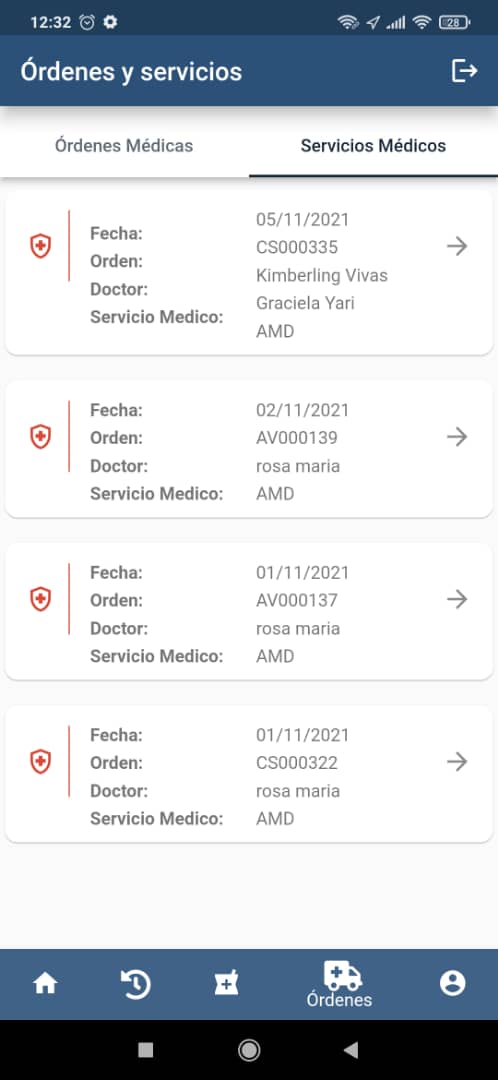 12:32 28
Órdenes y servicios
Órdenes Médicas Servicios Médicos
Fecha: 05/11/2021
Orden: CS000335
Doctor: Kimberling Vivas
Graciela Yari
Servicio Medico: AMD
Fecha: 02/11/2021
Orden: AV000139
Doctor: rosa maria
Servicio Medico: AMD
Fecha: 01/11/2021
Orden: AV000137
Doctor: rosa maria
Servicio Medico: AMD
Fecha: 01/11/2021
Orden: CS000322
Doctor: rosa maria
Servicio Medico: AMD
Órdenes